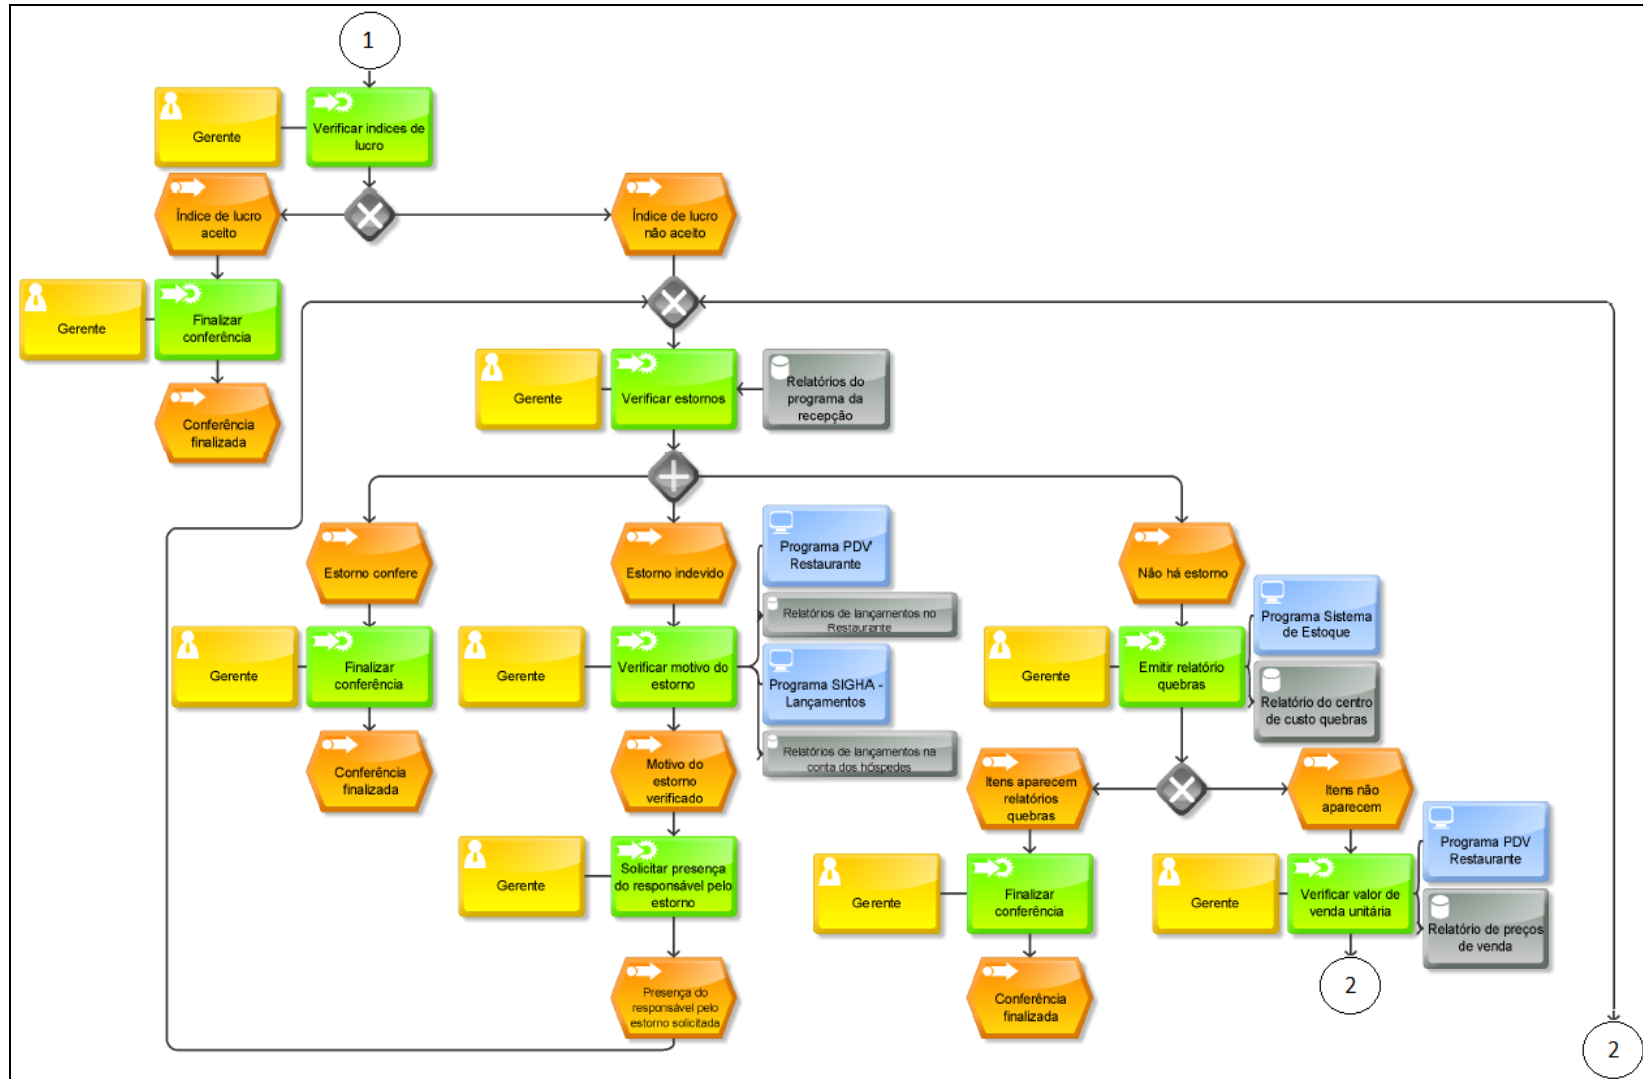 1
Gerente
Verificar indices de
lucro
Índice de lucro
aceito
Índice de lucro
não aceito
Gerente
Finalizar
conferência
Gerente
Verificar estornos
Relatórios do
programa da
recepção
Conferência
finalizada
Estorno confere
Estorno indevido
Programa PDV
Restaurante
Não há estorno
Relatórios de lançamentos no
Restaurante
Programa Sistema
de Estoque
Gerente
Finalizar
conferência
Gerente
Verificar motivo do
estorno
Programa SIGHA -
Lançamentos
Gerente
Emitir relatório
quebras
Relatório do centro
de custo quebras
Relatórios de lançamentos na
conta dos hóspedes
Conferência
finalizada
Motivo do
estorno
verificado
Itens aparecem
relatórios
quebras
Itens não
aparecem
Gerente
Solicitar presença
do responsável pelo
estorno
Gerente
Finalizar
conferência
Gerente
Verificar valor de
venda unitária
Programa PDV
Restaurante
Relatório de preços
de venda
Presença do
responsável pelo
estorno solicitada
Conferência
finalizada
2
2